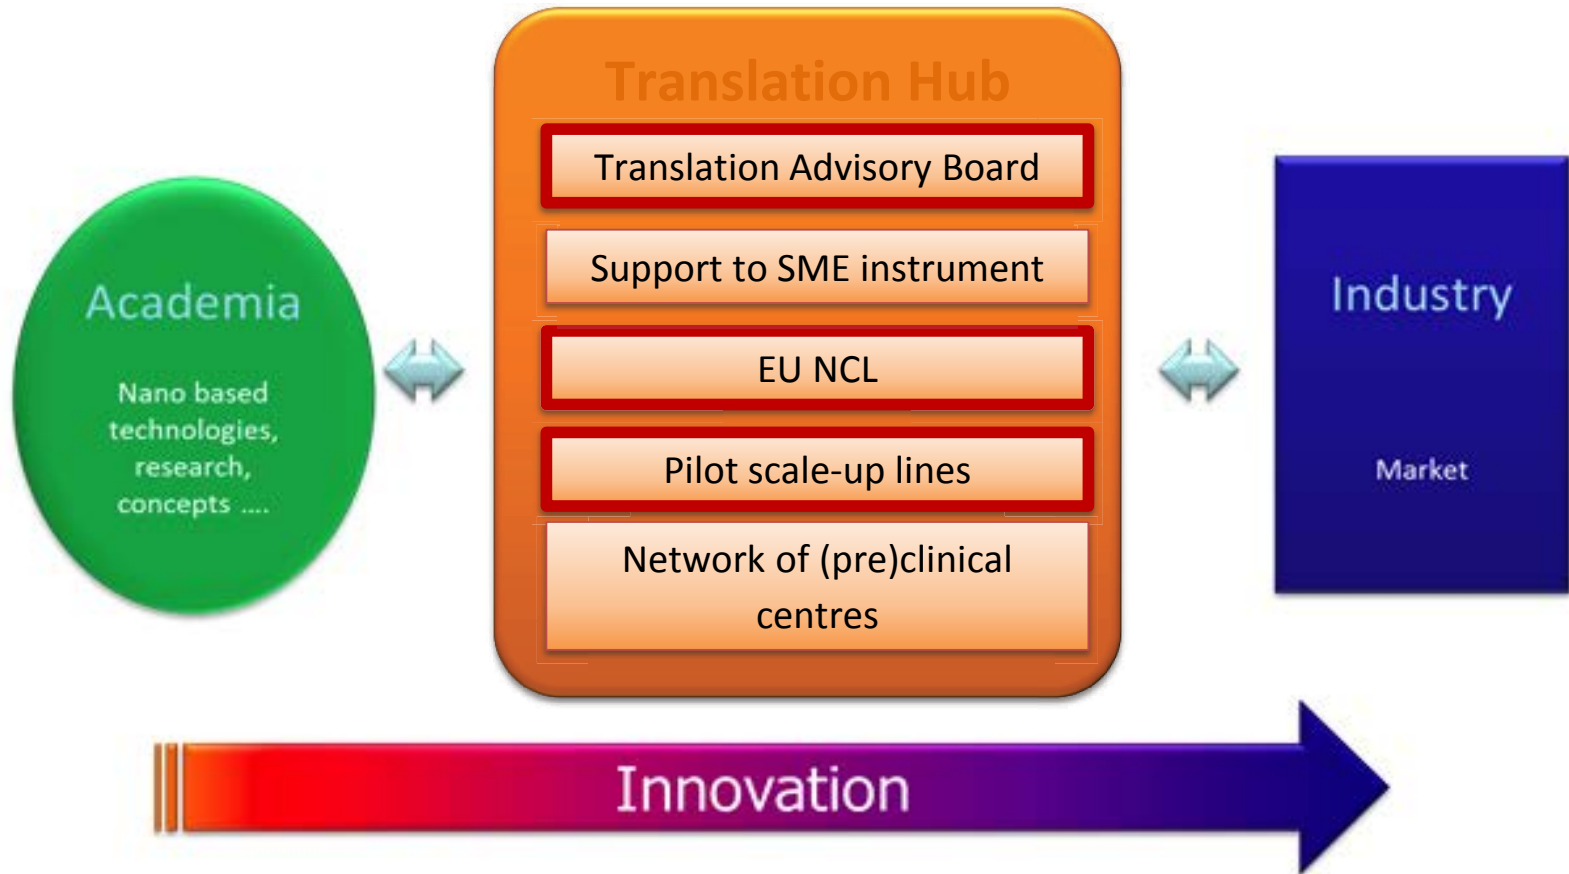 Translation Hub
Translation Advisory Board
Support to SME instrument
EU NCL
Pilot scale-up lines
Network of (pre)clinical
centres
Academia
Nano based
technologies,
research,
concepts ....
Industry
Market
Innovation